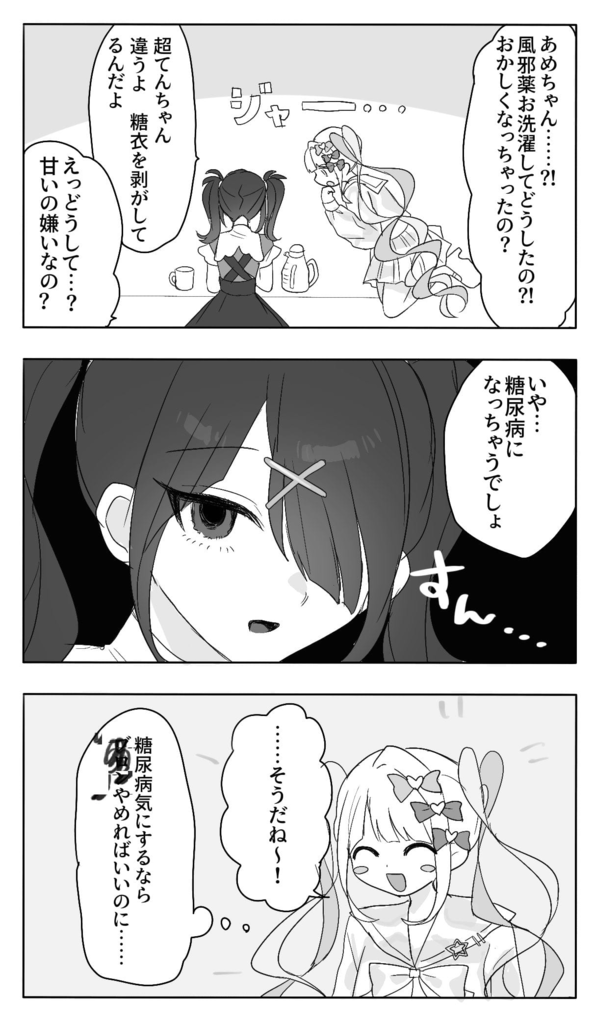 あめちゃん……?!
風邪薬お洗濯してどうしたの?!
おかしくなっちゃったの？
ジャー…
超てんちゃん
違うよ　糖衣を剥がして
るんだよ
えっどうして…？
甘いの嫌いなの？
いや…
糖尿病に
なっちゃうでしょ
すん…
……そうだね〜！
糖尿病気にするなら
やめればいいのに……